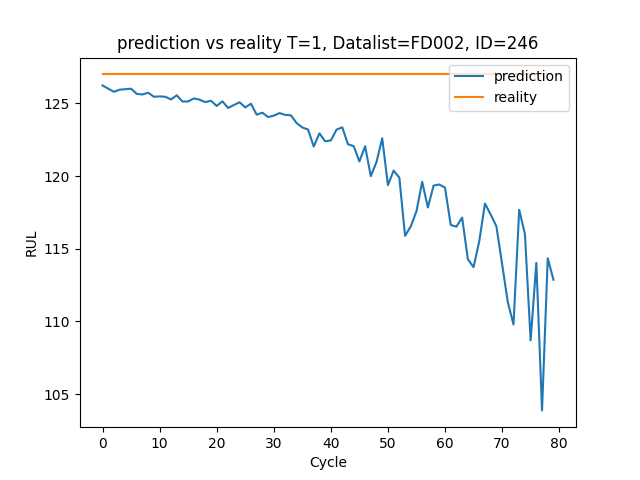 prediction vs reality T=1, Datalist=FD002, ID=246
prediction
reality
RUL
125
120
115
110
105
0 10 20 30 40 50 60 70 80
Cycle